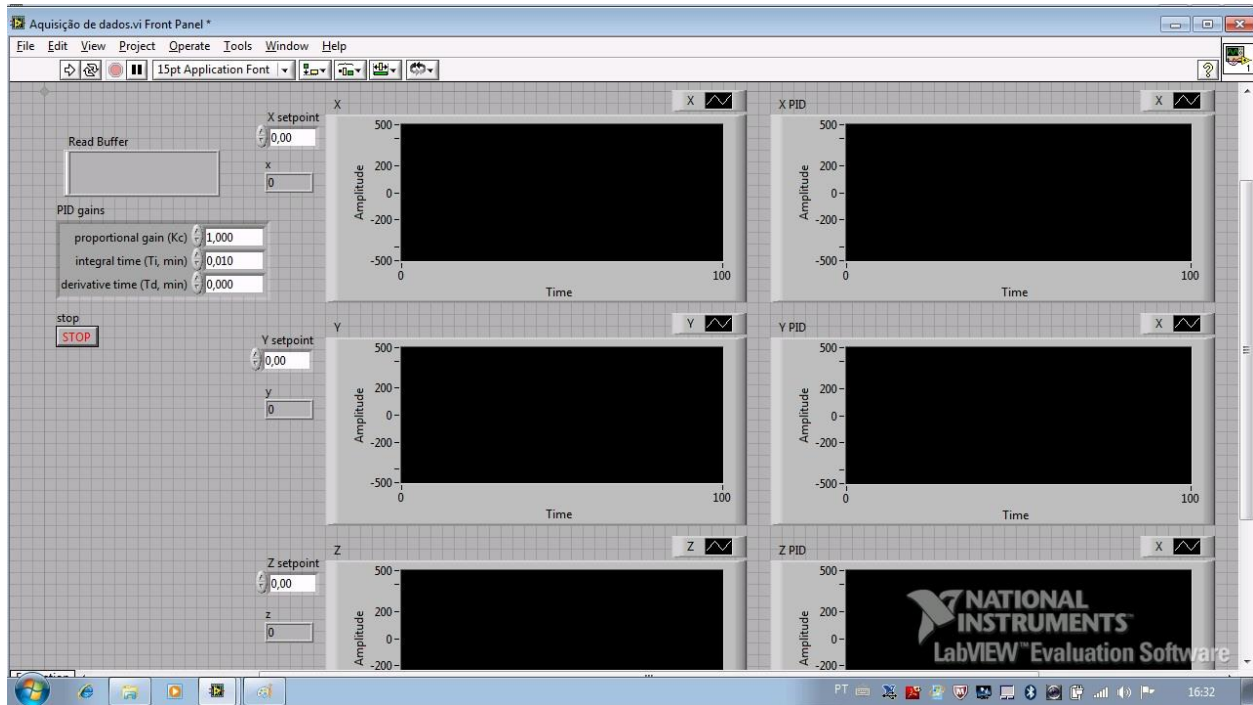 Aquisição de dados.vi Front Panel *
File Edit View Project Operate Tools Window Help
15pt Application Font
Read Buffer
PID gains
proportional gain (Kc) 1,000
integral time (Ti, min) 0,010
derivative time (Td, min) 0,000
stop
STOP
X setpoint
0,00
x
0
X
X
500
200
0
-200
-500
Amplitude
0 100
Time
X PID
X
500
200
0
-200
-500
Amplitude
0 100
Time
Y setpoint
0,00
y
0
Y
Y
500
200
0
-200
-500
Amplitude
0 100
Time
Y PID
X
500
200
0
-200
-500
Amplitude
0 100
Time
Z setpoint
0,00
z
0
Z
Z
500
200
0
-200
Amplitude
Z PID
X
500
200
0
-200
Amplitude
NATIONAL
INSTRUMENTS
LabVIEW™ Evaluation Software
PT
16:32